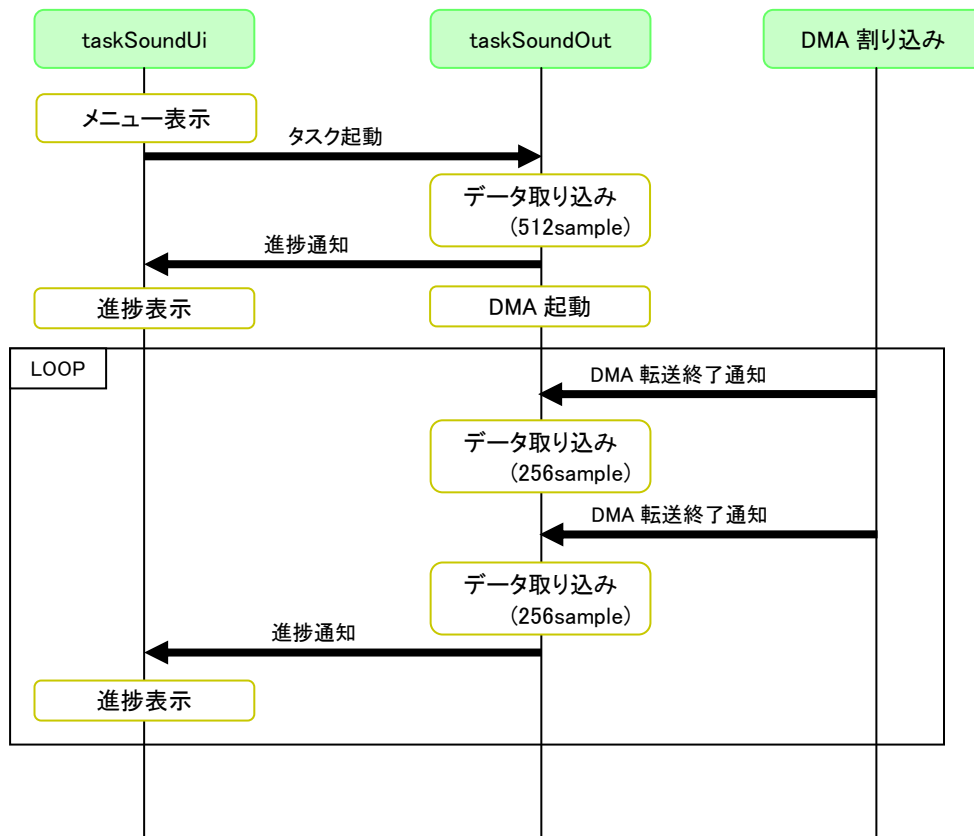 taskSoundUi
taskSoundOut
DMA 割り込み
メニュー表示
タスク起動
データ取り込み
(512sample)
進捗通知
進捗表示
DMA 起動
LOOP
DMA 転送終了通知
データ取り込み
(256sample)
DMA 転送終了通知
データ取り込み
(256sample)
進捗通知
進捗表示